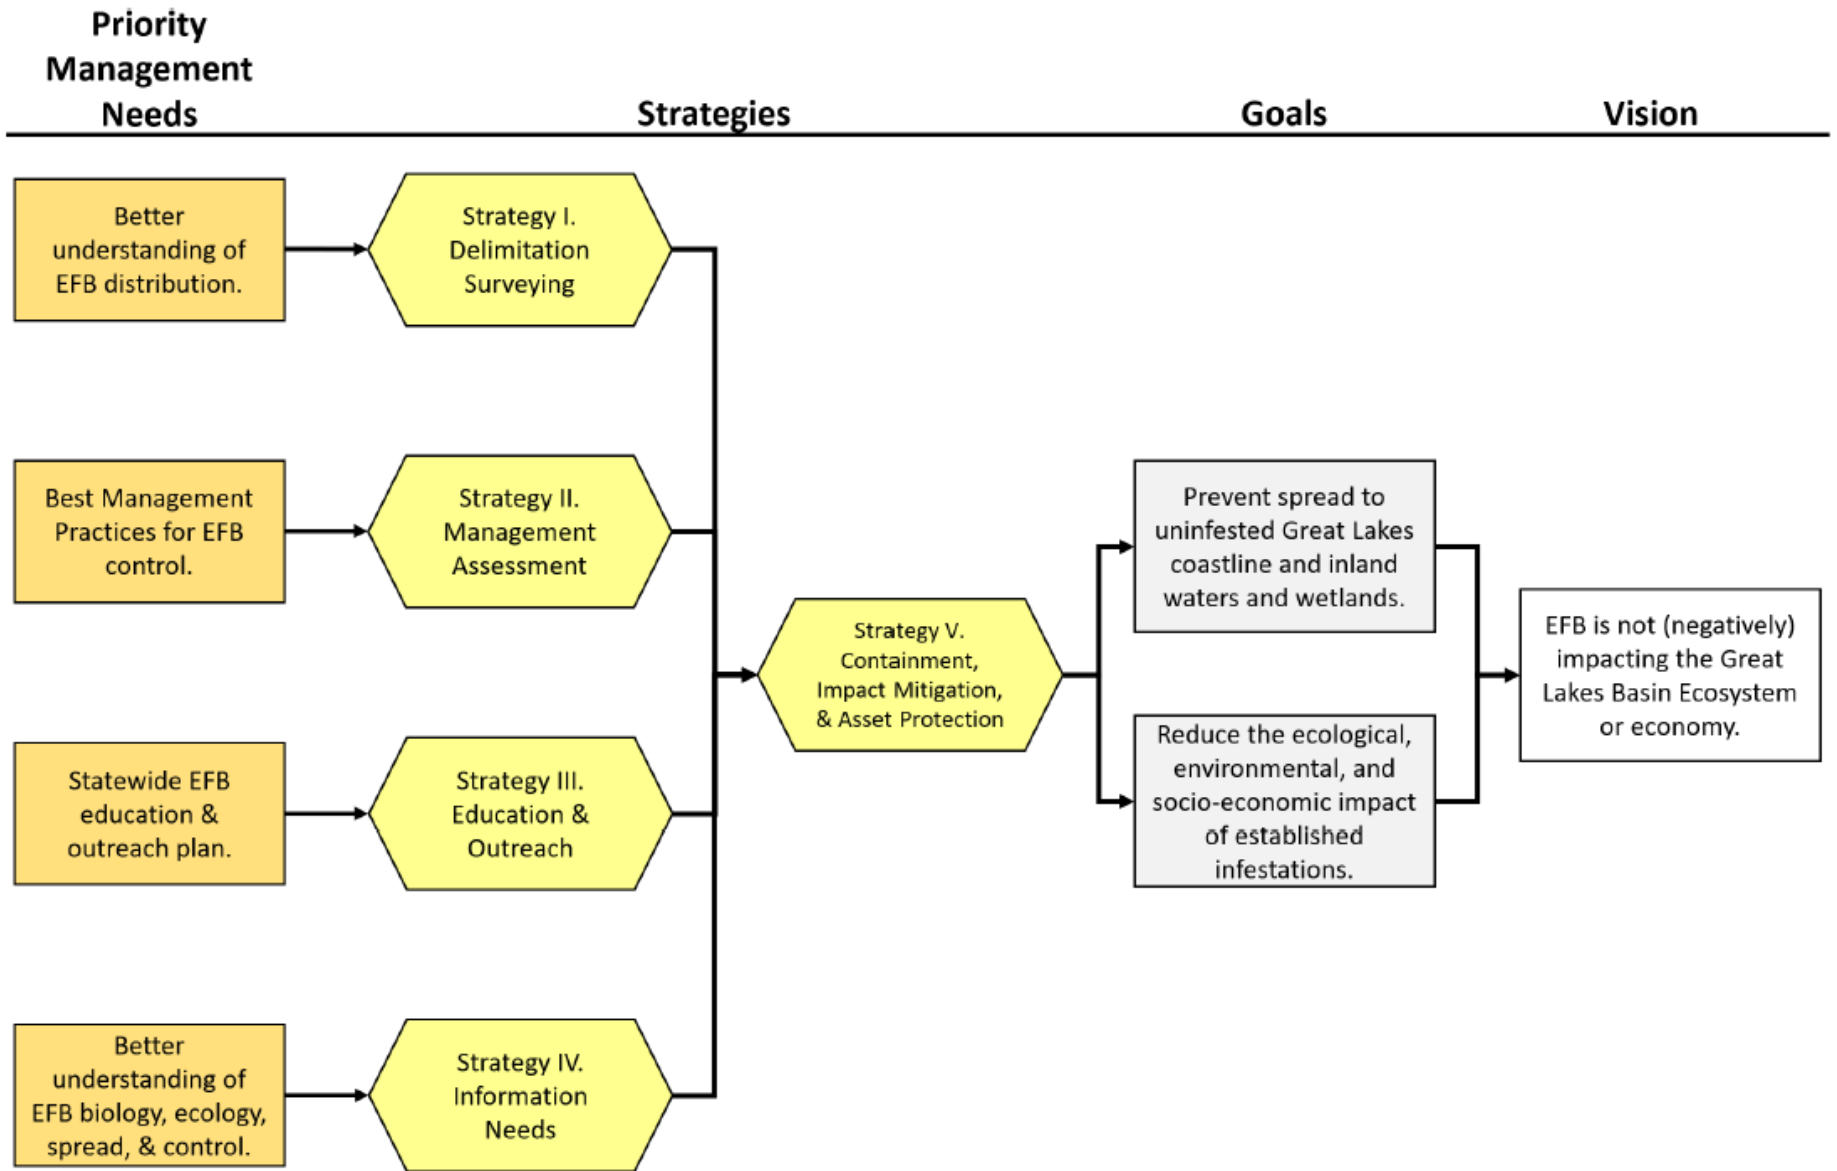 Priority
Management
Needs
Strategies
Goals
Vision
Better
understanding of
EFB distribution.
Strategy I.
Delimitation
Surveying
Best Management
Practices for EFB
control.
Strategy II.
Management
Assessment
Statewide EFB
education &
outreach plan.
Strategy III.
Education &
Outreach
Better
understanding of
EFB biology, ecology,
spread, & control.
Strategy IV.
Information
Needs
Strategy V.
Containment,
Impact Mitigation,
& Asset Protection
Prevent spread to
uninfested Great Lakes
coastline and inland
waters and wetlands.
Reduce the ecological,
environmental, and
socio-economic impact
of established
infestations.
EFB is not (negatively)
impacting the Great
Lakes Basin Ecosystem
or economy.